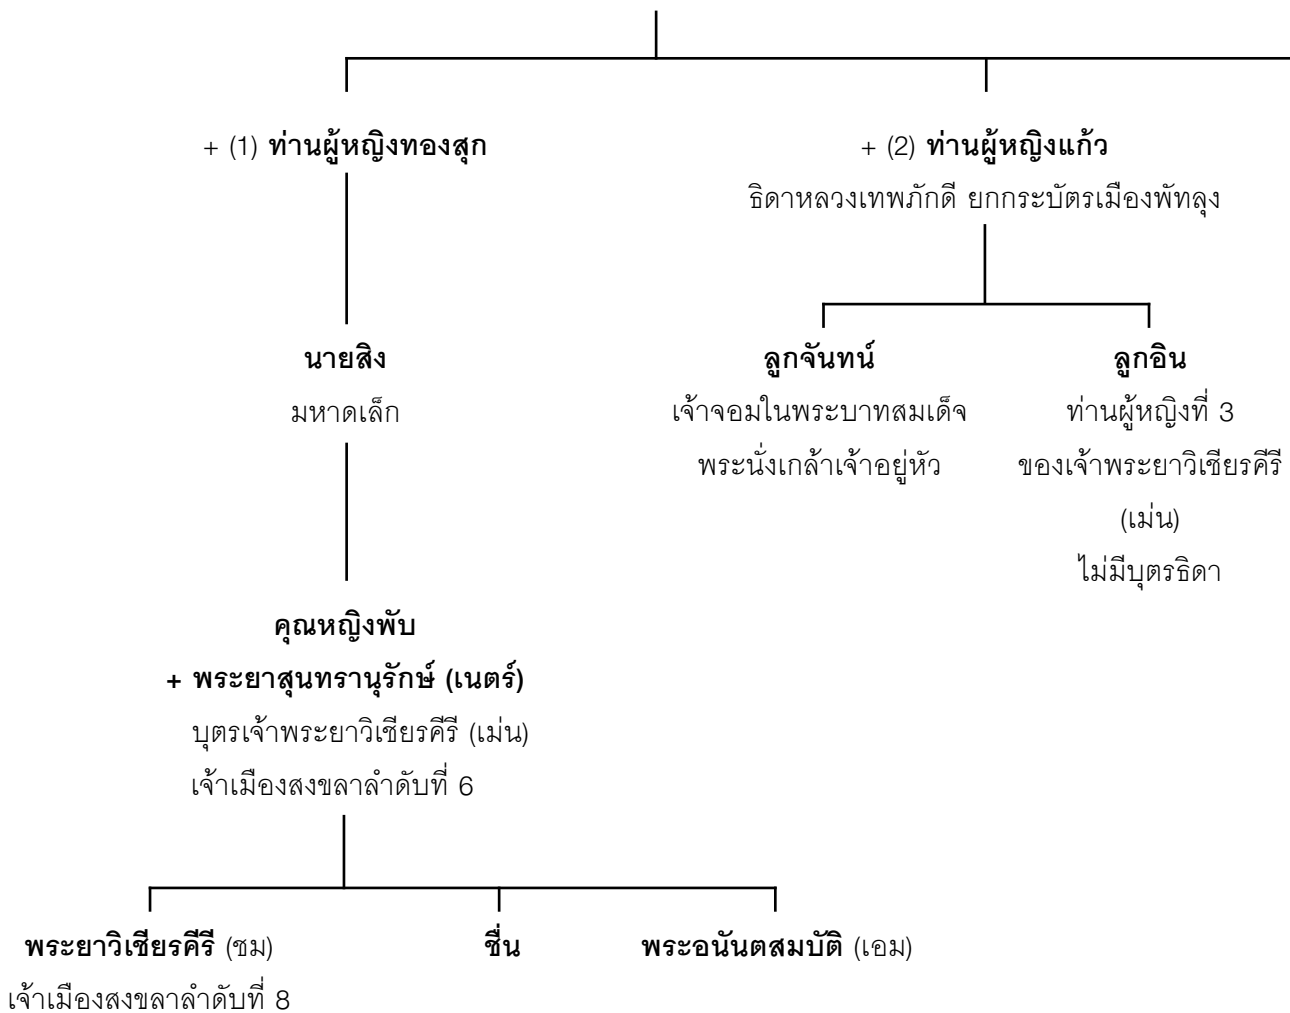 + (1) ท่านผู้หญิงทองสุก
+ (2) ท่านผู้หญิงแก้ว
ธิดาหลวงเทพภักดี ยกกระบัตรเมืองพัทลุง
นายสิง
มหาดเล็ก
ลูกจันทน์
เจ้าจอมในพระบาทสมเด็จ
พระนั่งเกล้าเจ้าอยู่หัว
ลูกอิน
ท่านผู้หญิงที่ 3
ของเจ้าพระยาวิเชียรคีรี
(เม่น)
ไม่มีบุตรธิดา
คุณหญิงพับ
+ พระยาสุนทรานุรักษ์ (เนตร์)
บุตรเจ้าพระยาวิเชียรคีรี (เม่น)
เจ้าเมืองสงขลาลำดับที่ 6
พระยาวิเชียรคีรี (ชม)
เจ้าเมืองสงขลาลำดับที่ 8
ชื่น
พระอนันตสมบัติ (เอม)